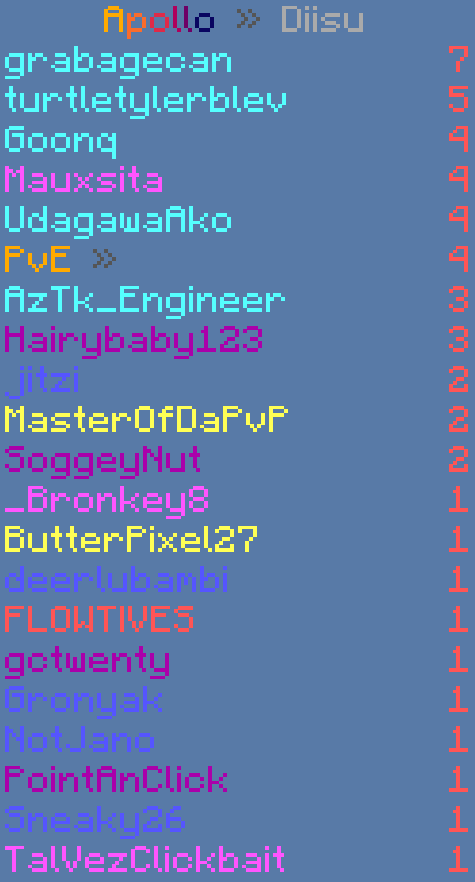 Apollo » Diisu
grabagecan 7
turtletylerblev 5
Goonq 4
Mauxsita 4
UdagawaAko 4
PvE » 4
AzTk_Engineer 3
Hairybaby123 3
_jitzi 2
MasterOfDaPvP 2
SoggeyNut 2
_Bronkey8 1
ButterPixel27 1
deerlubambi 1
FLOWTIVES 1
gctwenty 1
Gronyak 1
NotJano 1
PointAnClick 1
Sneaky26 1
TalVezClickbait 1